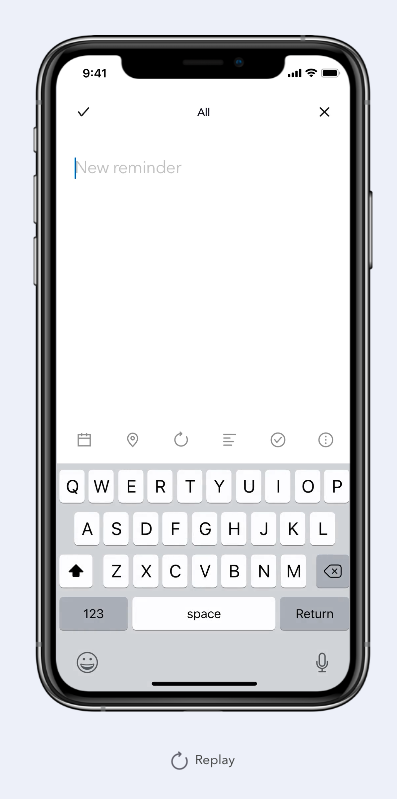 9:41
All
New reminder
Q W E R T Y U I O P
A S D F G H J K L
Z X C V B N M
123 space Return
Replay